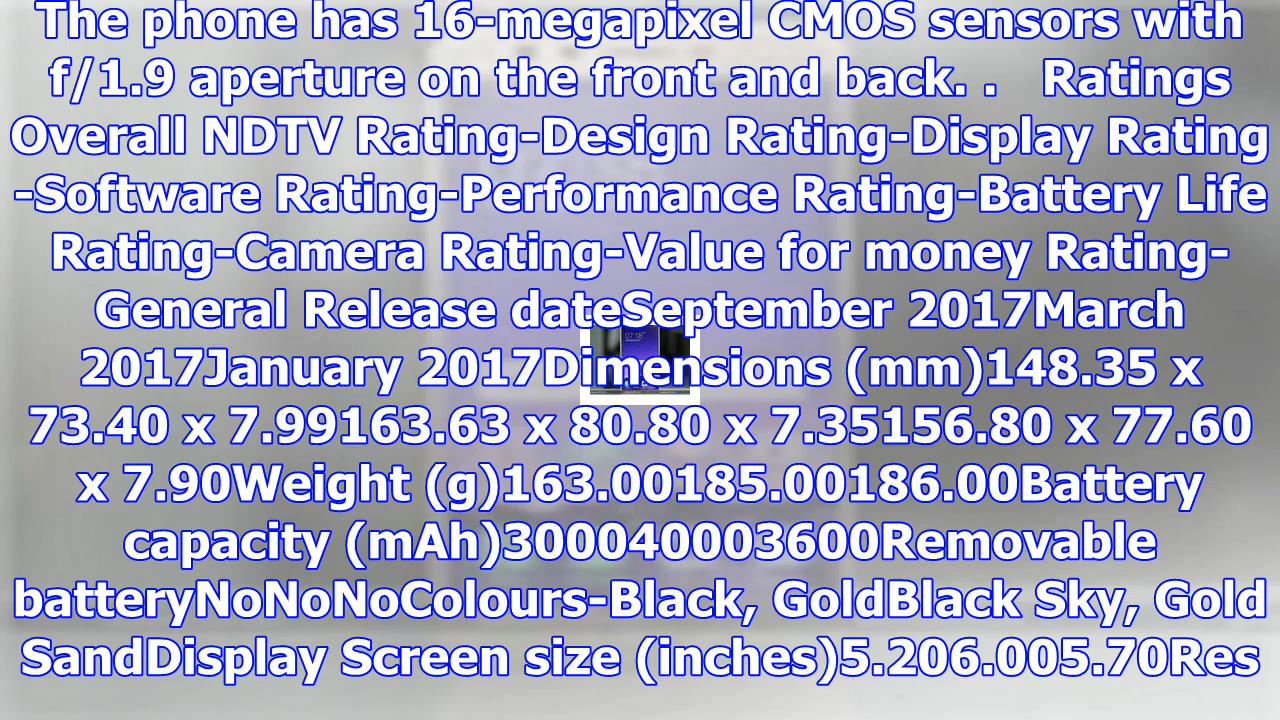 The phone has 16-megapixel CMOS sensors with
f/1.9 aperture on the front and back. .   Ratings
Overall NDTV Rating-Design Rating-Display Rating
-Software Rating-Performance Rating-Battery Life
Rating-Camera Rating-Value for money Rating-
General Release dateSeptember 2017March
2017January 2017Dimensions (mm)148.35 x
73.40 x 7.99163.63 x 80.80 x 7.35156.80 x 77.60
x 7.90Weight (g)163.00185.00186.00Battery
capacity (mAh)300040003600Removable
batteryNoNoNoColours-Black, GoldBlack Sky, Gold
SandDisplay Screen size (inches)5.206.005.70Res
07:18